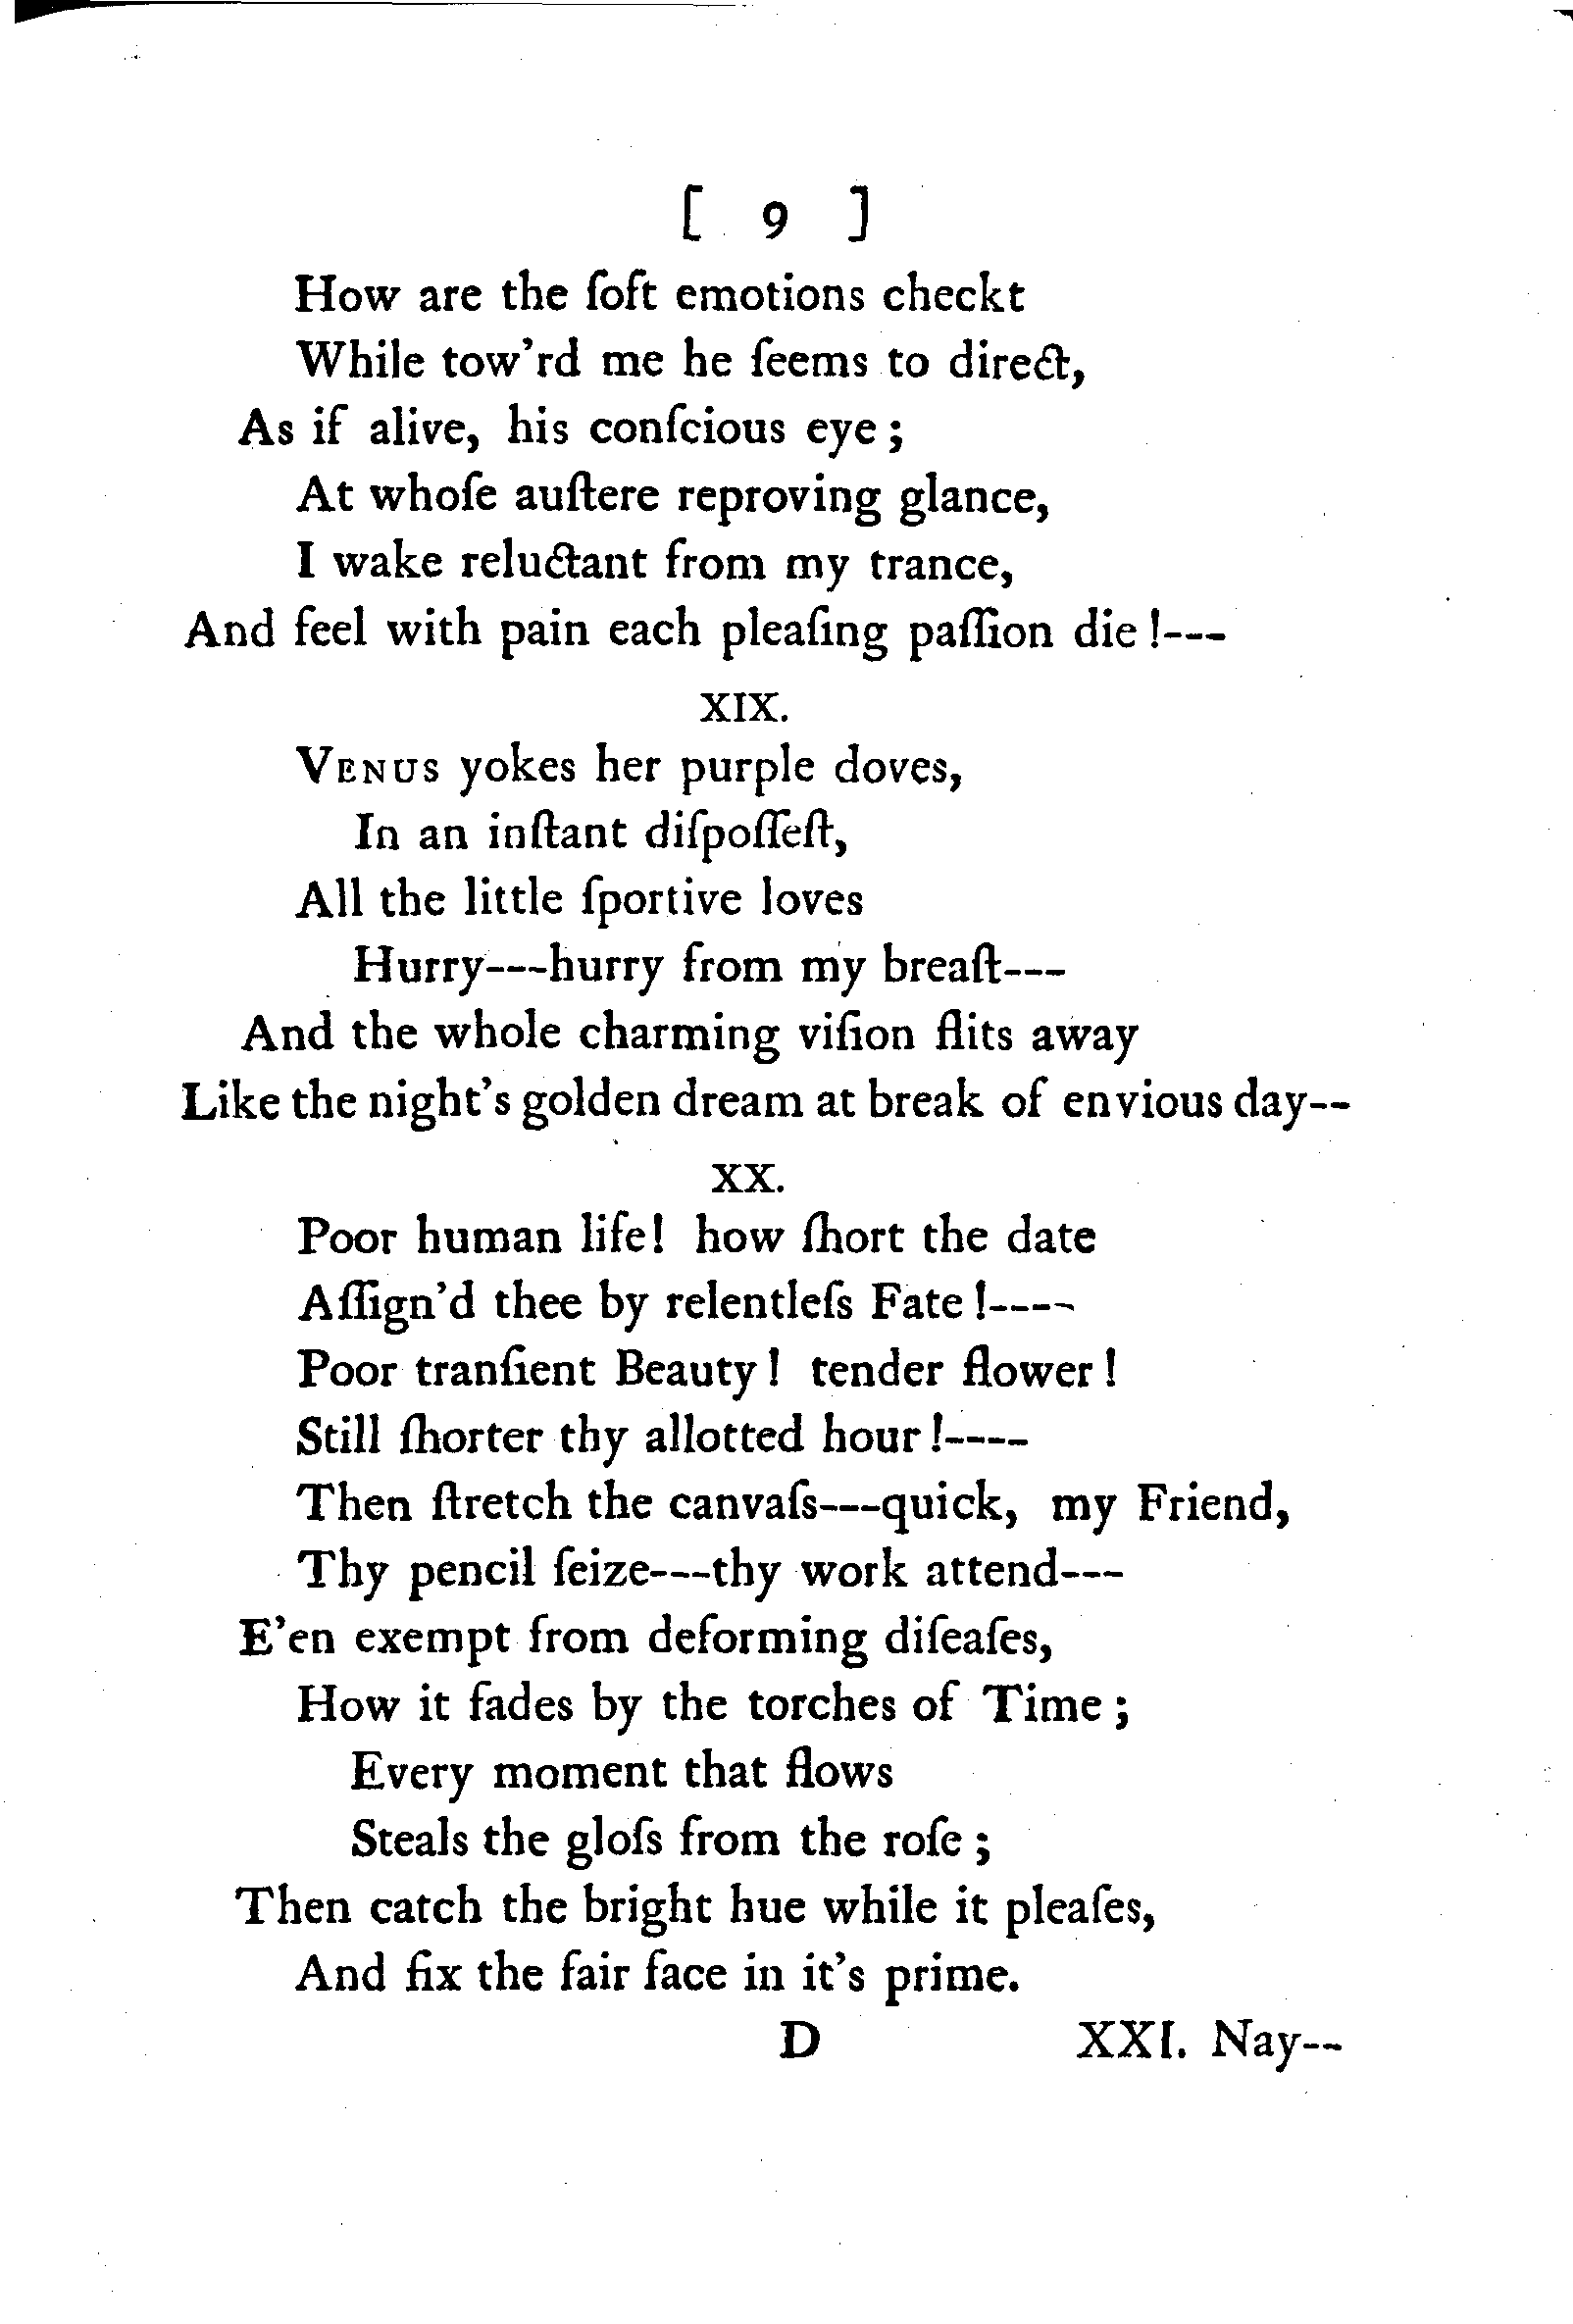 [ 9 ]
How are the ſoft emotions checkt
While tow'rd me he ſeems to direct,
As if alive, his conſcious eye;
At whoſe auſtere reproving glance,
I wake reluctant from my trance,
And feel with pain each pleaſing paſſion die!---
XIX.
VENUS yokes her purple doves,
In an inſtant diſpoſſeſt,
All the little ſportive loves
Hurry---hurry from my breaſt---
And the whole charming viſion flits away
Like the night's golden dream at break of envious day--
XX.
Poor human life! how ſhort the date
Aſſign'd thee by relentleſs Fate!----
Poor tranſient Beauty! tender flower!
Still ſhorter thy allotted hour!----
Then ſtretch the canvaſs---quick, my Friend,
Thy pencil ſeize---thy work attend---
E'en exempt from deforming diſeaſes,
How it fades by the torches of Time;
Every moment that flows
Steals the gloſs from the roſe;
Then catch the bright hue while it pleaſes,
And fix the fair face in it's prime.
D XXI. Nay--